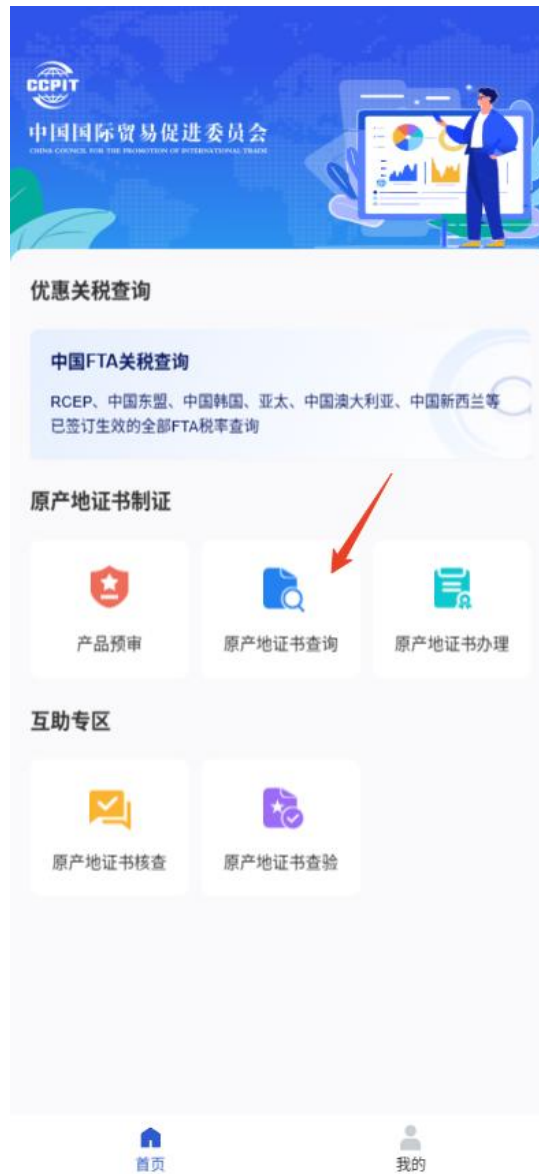 CCPIT
中国国际贸易促进委员会
CHINA COUNCIL FOR THE PROMOTION OF INTERNATIONAL TRADE
优惠关税查询
中国FTA关税查询
RCEP、中国东盟、中国韩国、亚太、中国澳大利亚、中国新西兰等
已签订生效的全部FTA税率查询
原产地证书制证
产品预审
原产地证书查询
原产地证书办理
互助专区
原产地证书核查
原产地证书查验
首页
我的